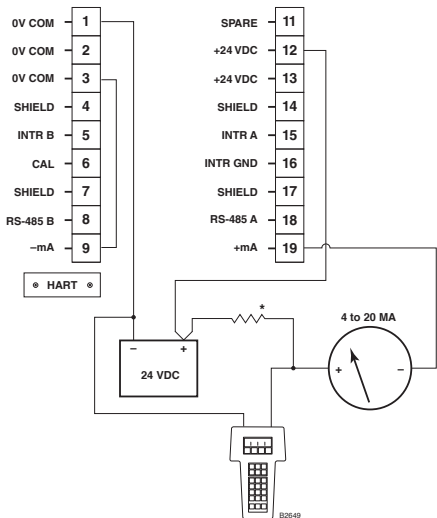 0V COM 1
0V COM 2
0V COM 3
SHIELD 4
INTR B 5
CAL 6
SHIELD 7
RS-485 B 8
–mA 9
HART
SPARE 11
+24 VDC 12
+24 VDC 13
SHIELD 14
INTR A 15
INTR GND 16
SHIELD 17
RS-485 A 18
+mA 19
*
4 to 20 MA
– +
24 VDC
+ –
B2649